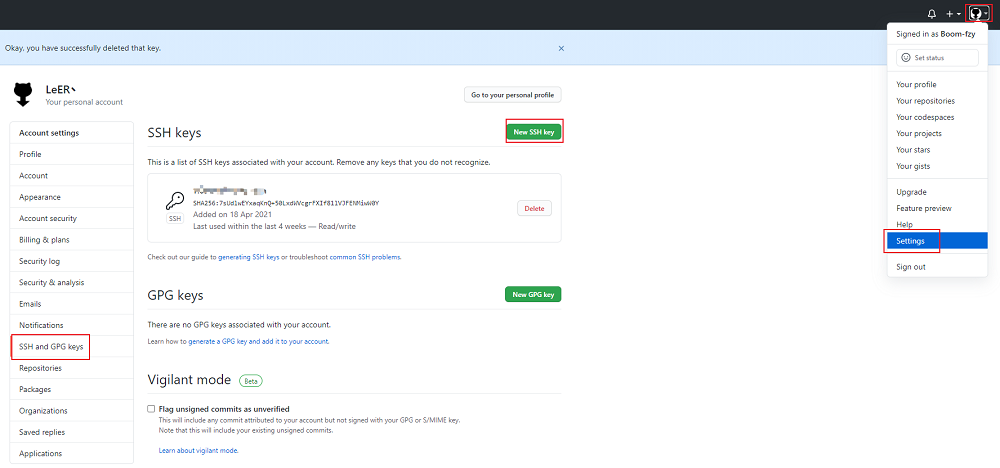 Okay, you have successfully deleted that key.
Signed in as Boom-fzy
Set status
Your profile
Your repositories
Your codespaces
Your projects
Your stars
Your gists
Upgrade
Feature preview
Help
Settings
Sign out
LeER丶
Your personal account
Go to your personal profile
Account settings
Profile
Account
Appearance
Account security
Billing & plans
Security log
Security & analysis
Emails
Notifications
SSH and GPG keys
Repositories
Packages
Organizations
Saved replies
Applications
SSH keys
New SSH key
This is a list of SSH keys associated with your account. Remove any keys that you do not recognize.
SSH
Added on 18 Apr 2021
Last used within the last 4 weeks — Read/write
Delete
Check out our guide to generating SSH keys or troubleshoot common SSH problems.
GPG keys
New GPG key
There are no GPG keys associated with your account.
Learn how to generate a GPG key and add it to your account.
Vigilant mode
Beta
Flag unsigned commits as unverified
This will include any commit attributed to your account but not signed with your GPG or S/MIME key.
Note that this will include your existing unsigned commits.
Learn about vigilant mode.